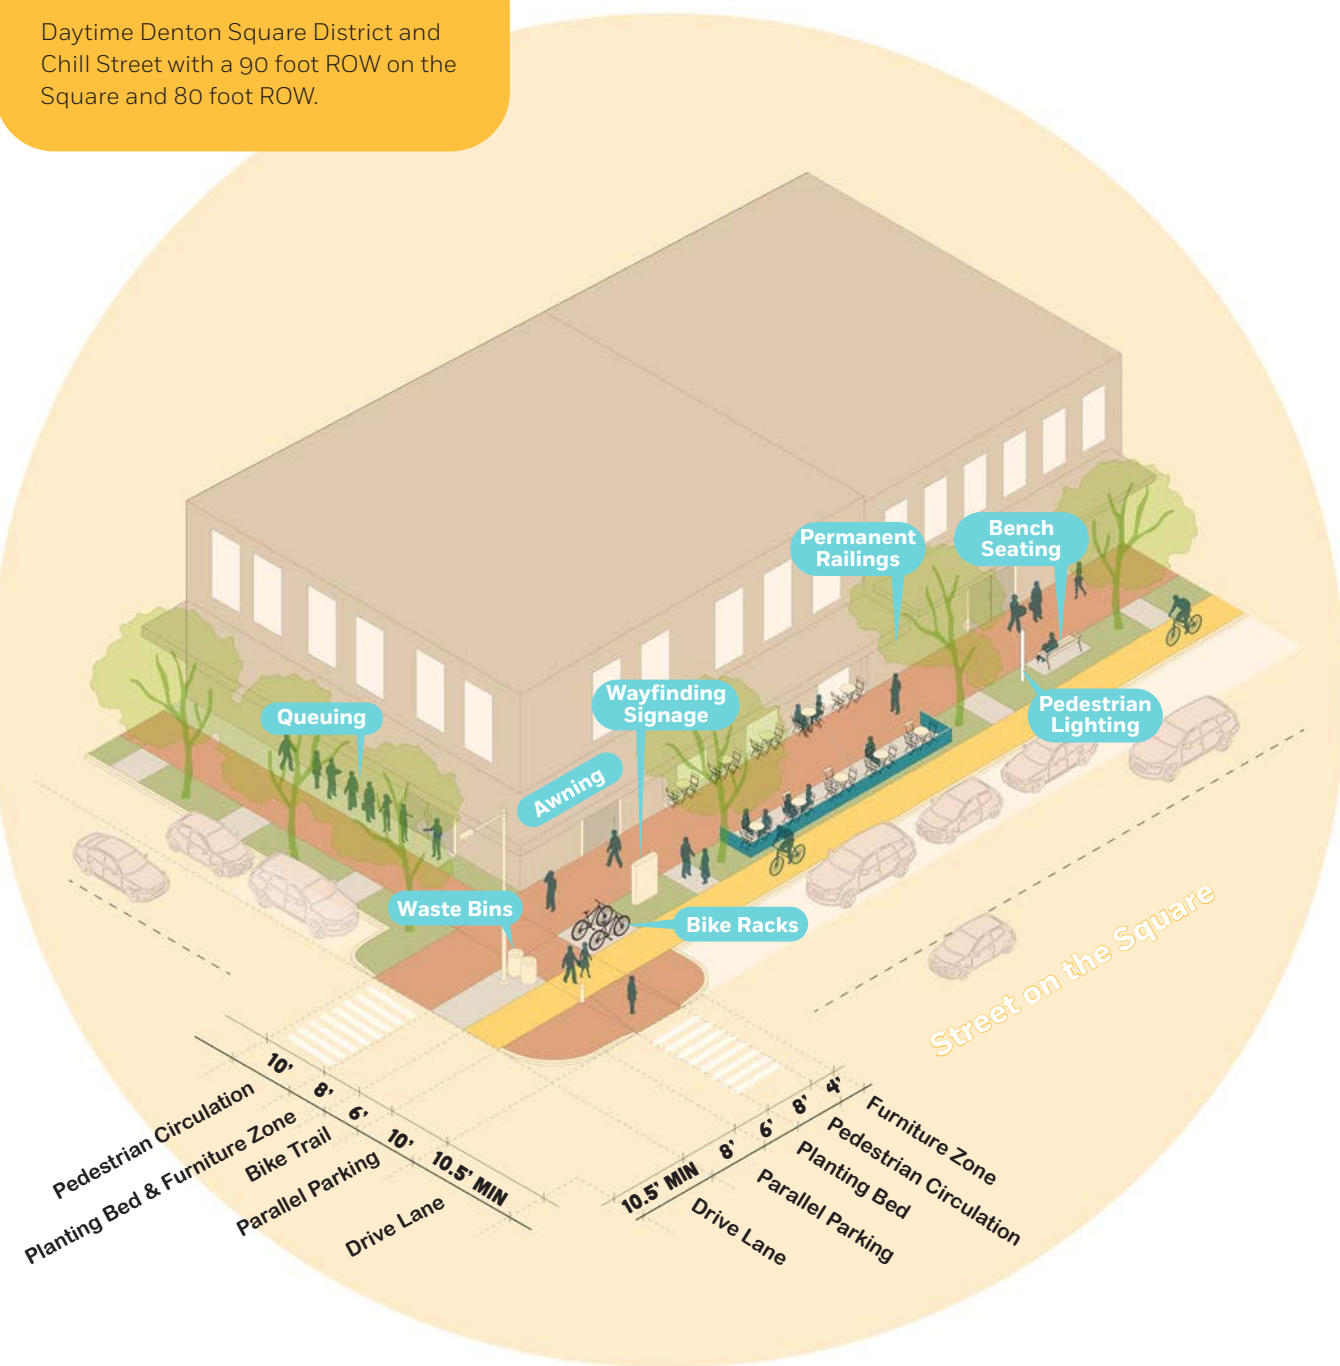 Daytime Denton Square District and
Chill Street with a 90 foot ROW on the
Square and 80 foot ROW.
Permanent
Railings
Bench
Seating
Wayfinding
Signage
Queuing
Pedestrian
Lighting
Awning
Waste Bins
Bike Racks
Street on the Square
10'
8'
6'
10'
10.5' MIN
Pedestrian Circulation
Planting Bed & Furniture Zone
Bike Trail
Parallel Parking
Drive Lane
10.5' MIN
8'
6'
8'
4'
Furniture Zone
Pedestrian Circulation
Planting Bed
Parallel Parking
Drive Lane